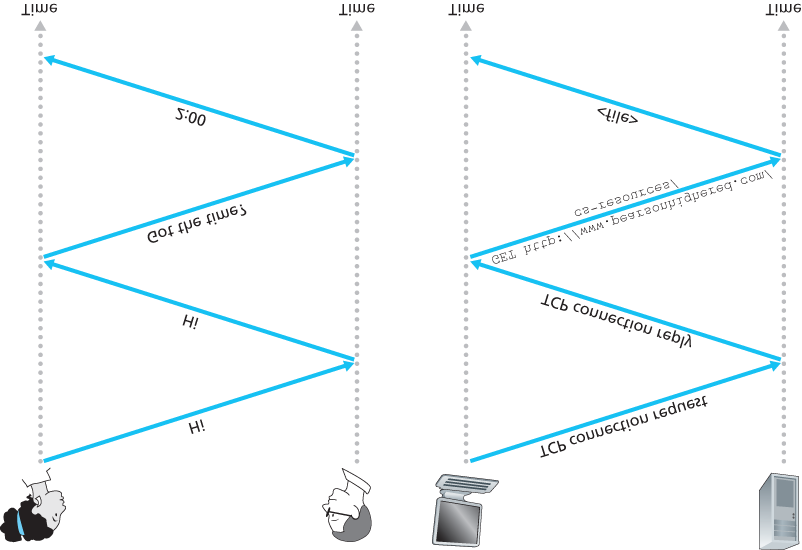 Hi
Hi
Got the time?
2:00
Time
Time
TCP connection request
TCP connection reply
GET http://www.pearsonhighered.com/
cs-resources/
<file>
Time
Time